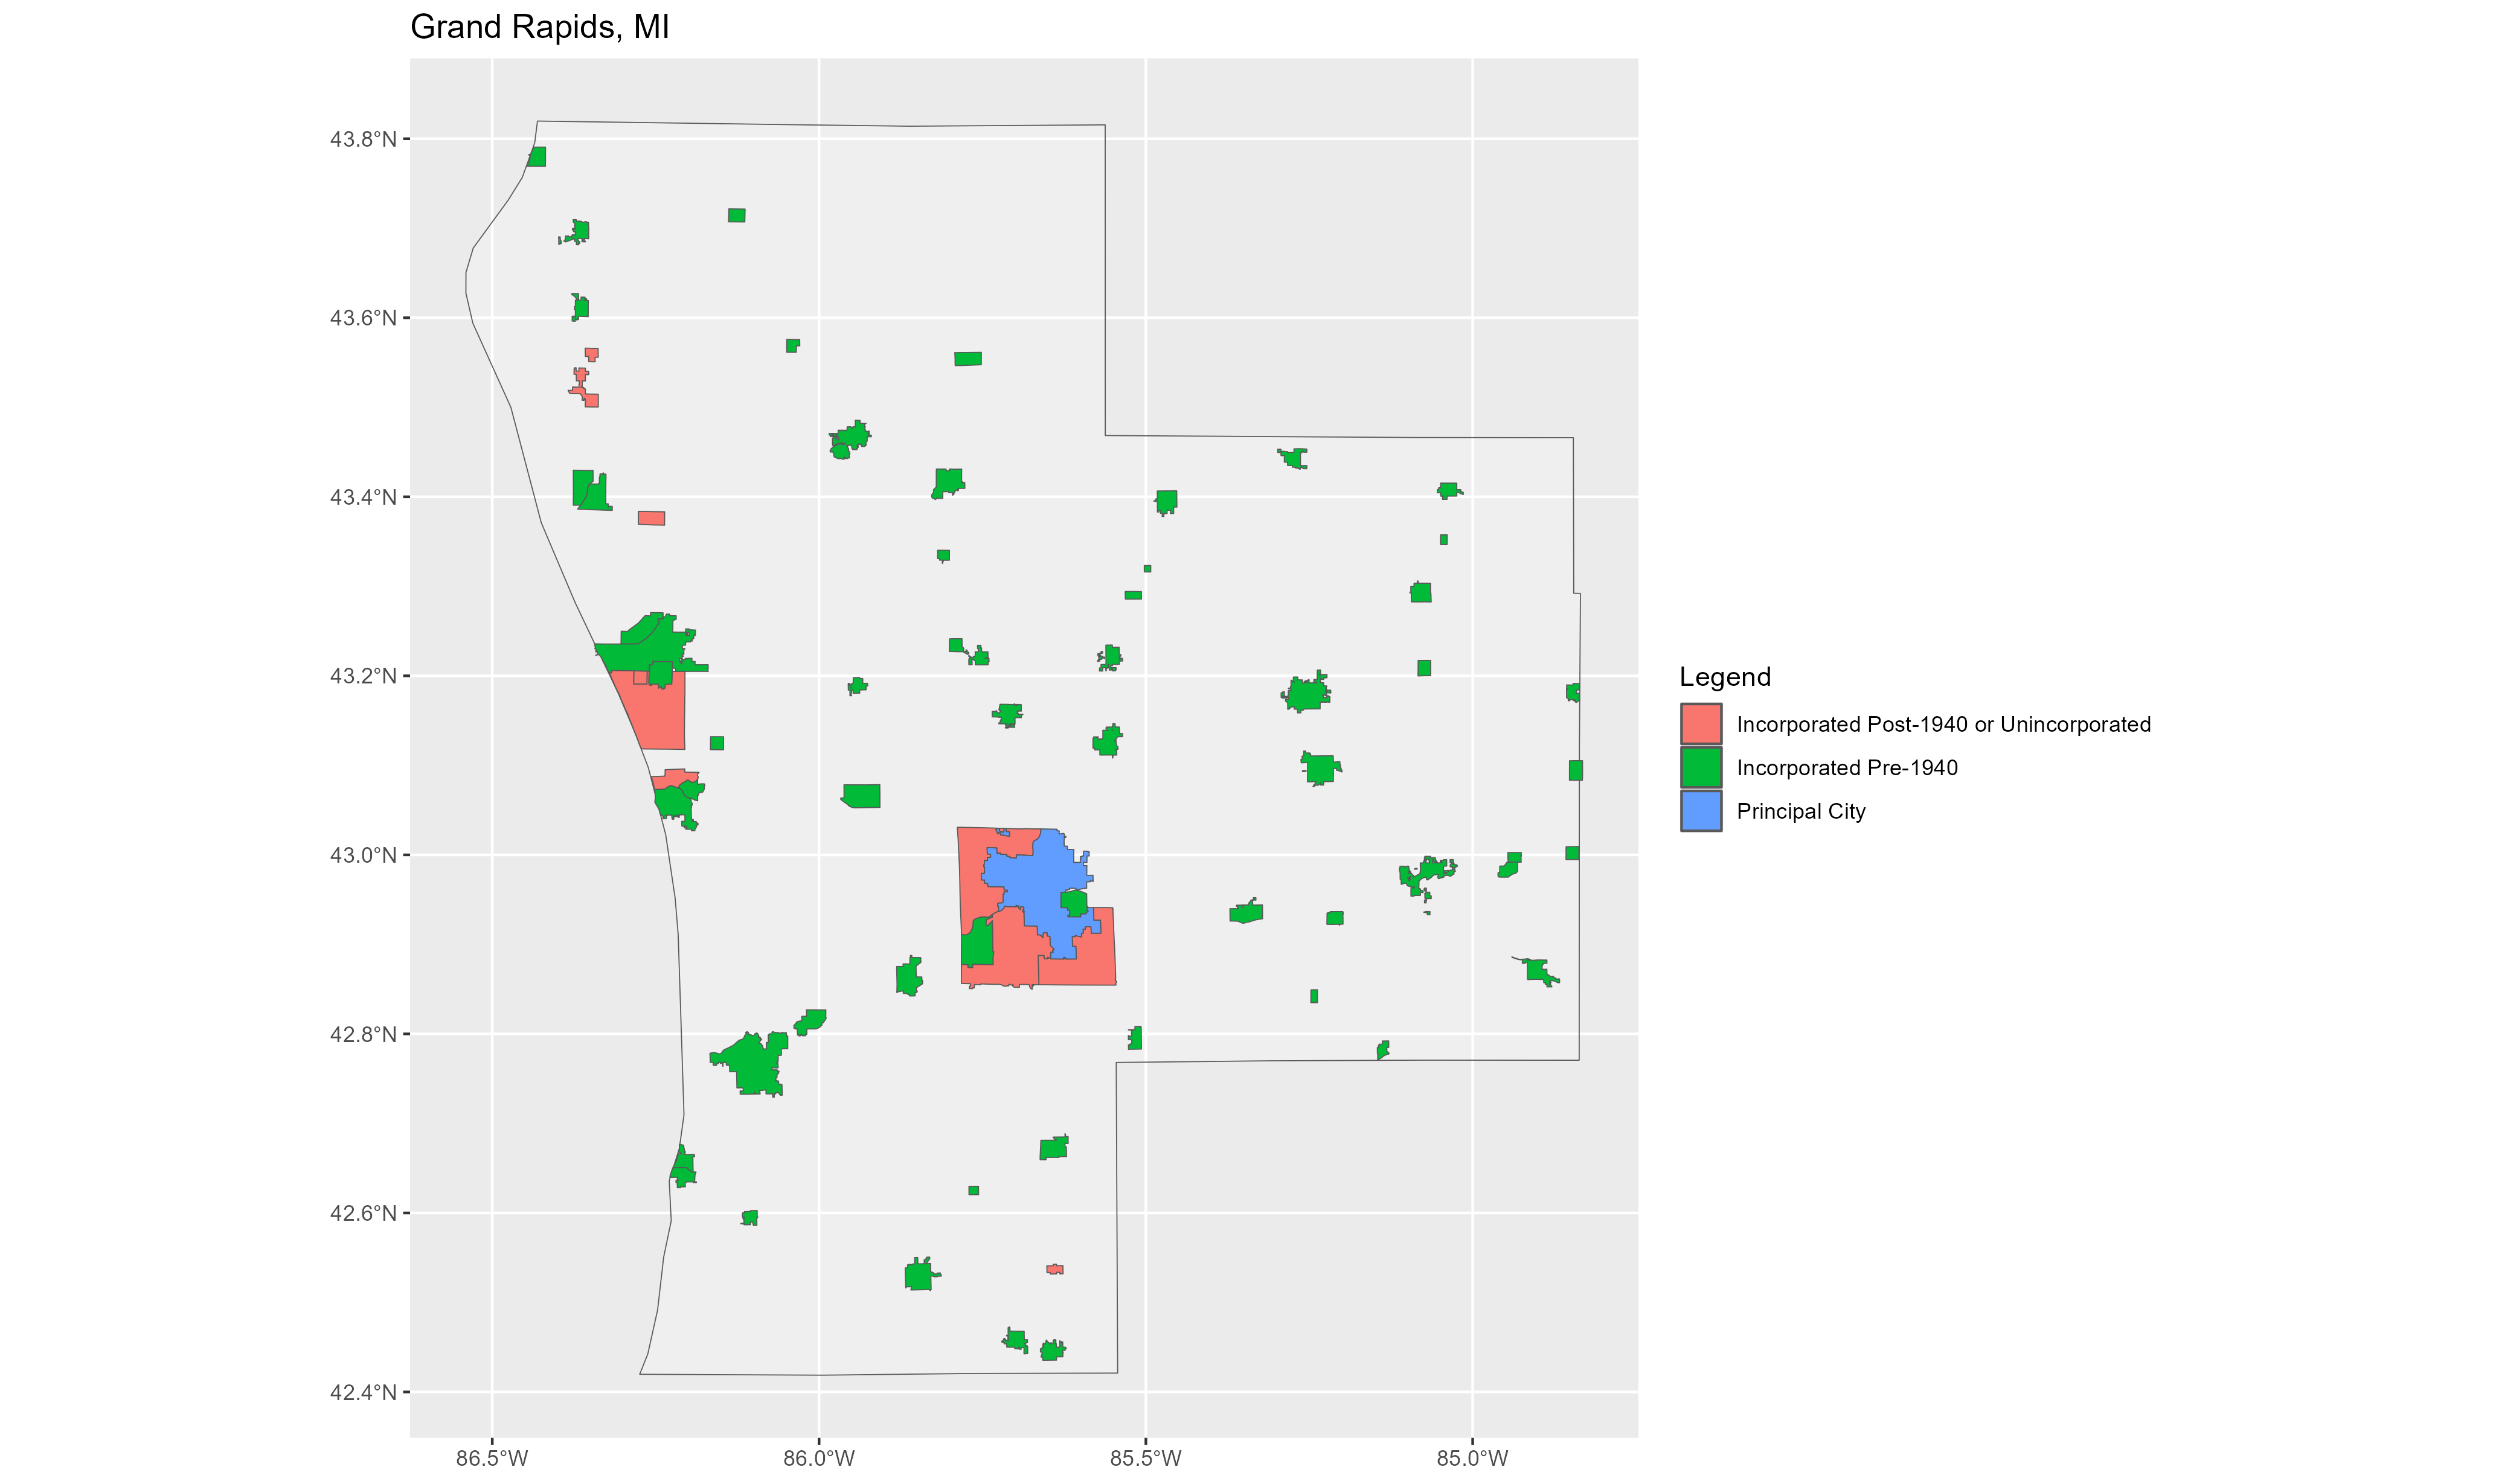 Grand Rapids, MI
43.8°N
43.6°N
43.4°N
43.2°N
43.0°N
42.8°N
42.6°N
42.4°N
86.5°W
86.0°W
85.5°W
85.0°W
Legend
Incorporated Post-1940 or Unincorporated
Incorporated Pre-1940
Principal City